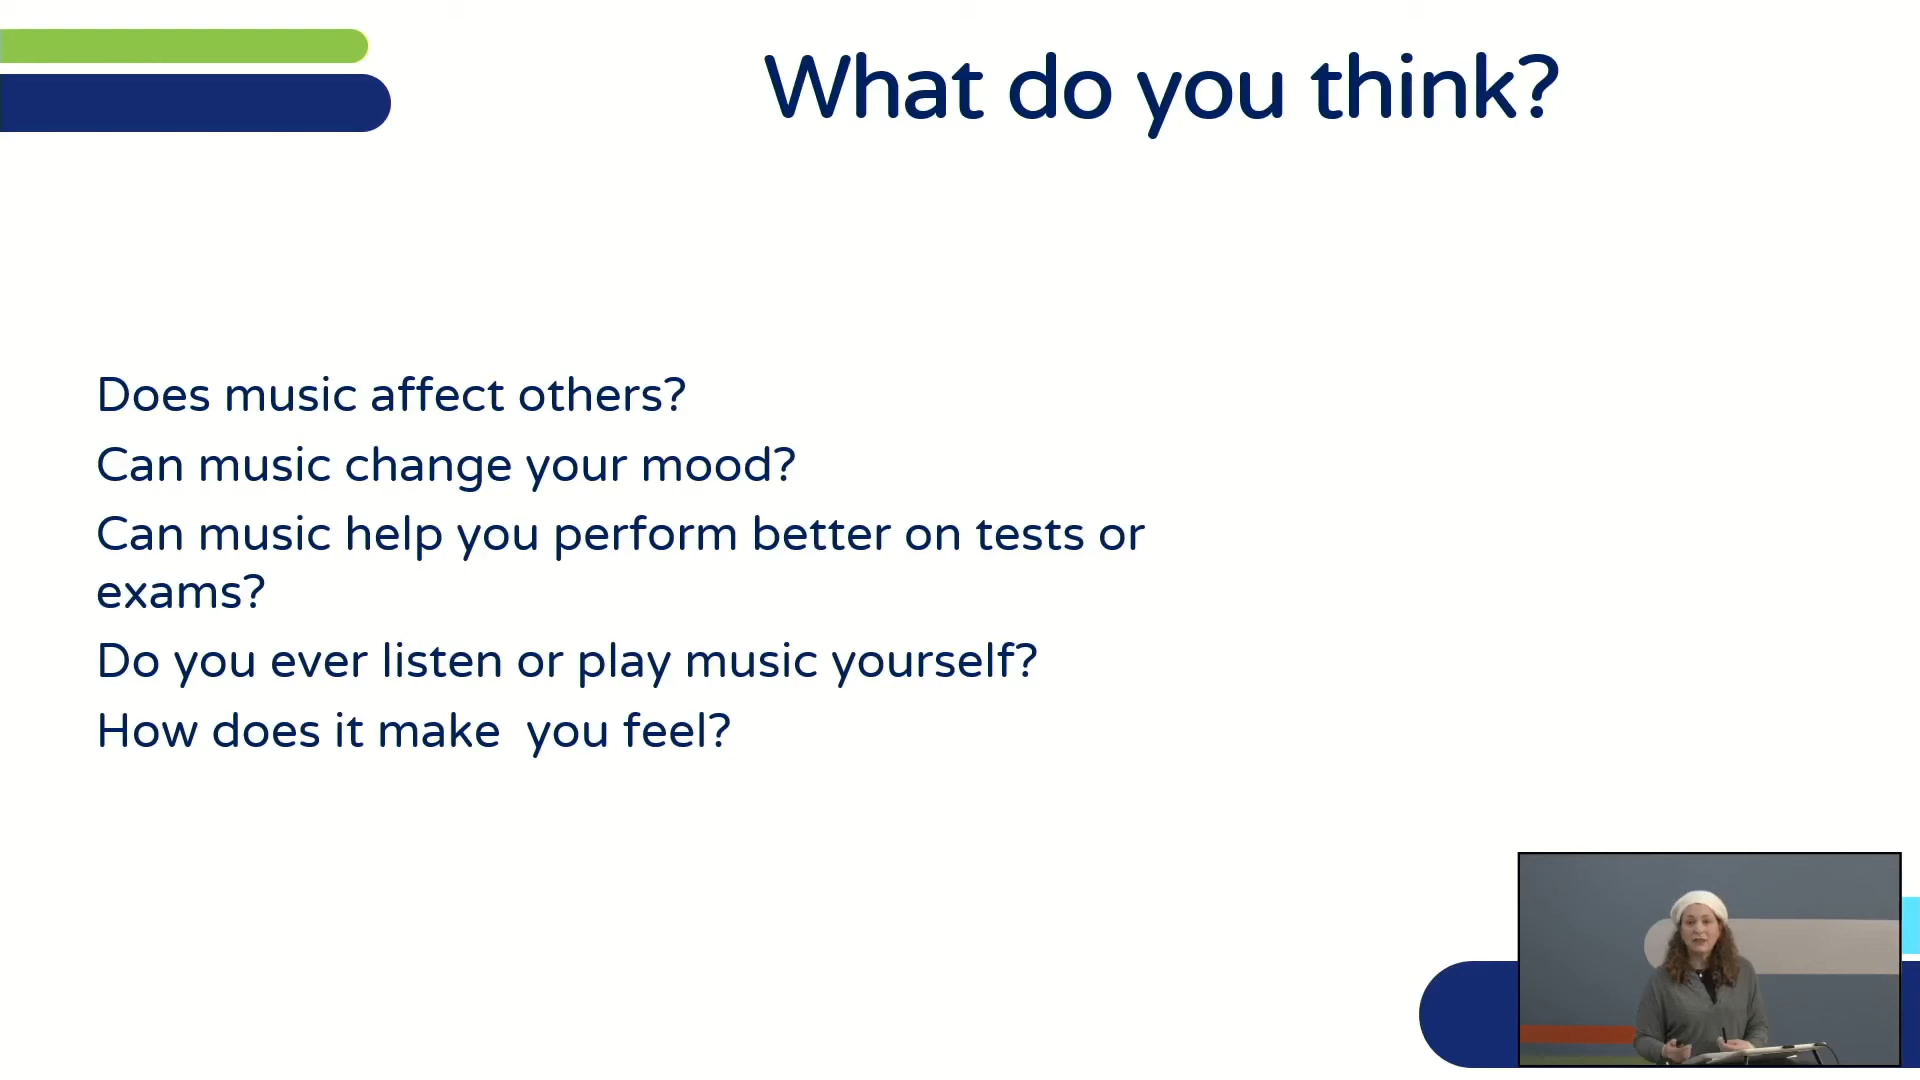 What do you think?
Does music affect others?
Can music change your mood?
Can music help you perform better on tests or
exams?
Do you ever listen or play music yourself?
How does it make  you feel?